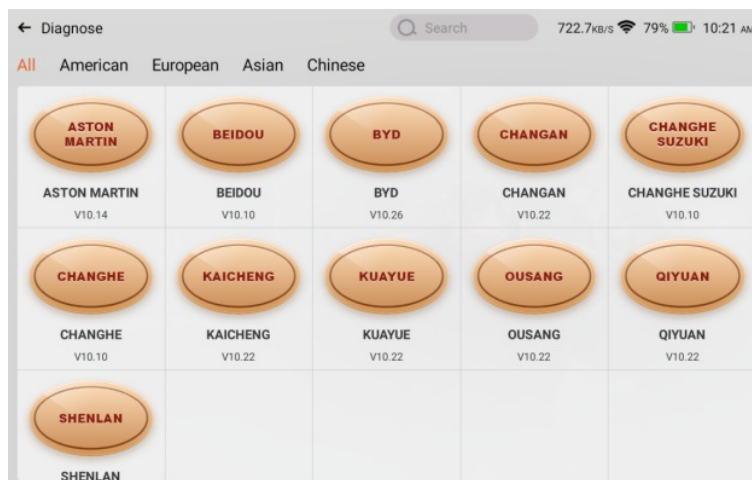 ← Diagnose Search 722.7KB/S 79% 10:21 AM
All American European Asian Chinese
ASTON MARTIN BEIDOU BYD CHANGAN CHANGHE SUZUKI
ASTON MARTIN BEIDOU BYD CHANGAN CHANGHE SUZUKI
V10.14 V10.10 V10.26 V10.22 V10.10
CHANGHE KAICHENG KUAYUE OUSANG QIYUAN
CHANGHE KAICHENG KUAYUE OUSANG QIYUAN
V10.10 V10.22 V10.22 V10.22 V10.22
SHENLAN
SHENLAN